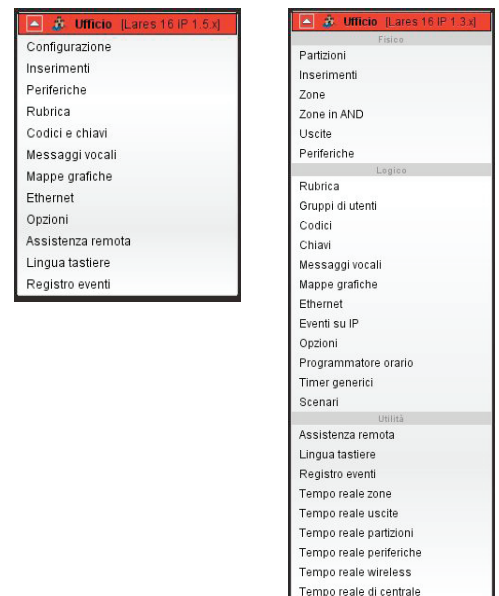 Ufficio [Lares 16 iP 1.5.x]
Configurazione
Inserimenti
Periferiche
Rubrica
Codici e chiavi
Messaggi vocali
Mappe grafiche
Ethernet
Opzioni
Assistenza remota
Lingua tastiere
Registro eventi
Ufficio [Lares 16 IP 1.3.x]
Fisico
Partizioni
Inserimenti
Zone
Zone in AND
Uscite
Periferiche
Logico
Rubrica
Gruppi di utenti
Codici
Chiavi
Messaggi vocali
Mappe grafiche
Ethernet
Eventi su IP
Opzioni
Programmatore orario
Timer generici
Scenari
Utilità
Assistenza remota
Lingua tastiere
Registro eventi
Tempo reale zone
Tempo reale uscite
Tempo reale partizioni
Tempo reale periferiche
Tempo reale wireless
Tempo reale di centrale